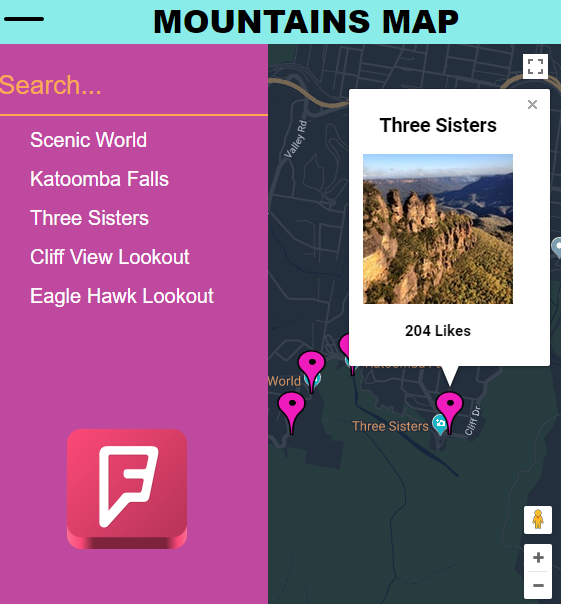 MOUNTAINS MAP
Search...
Scenic World
Katoomba Falls
Three Sisters
Cliff View Lookout
Eagle Hawk Lookout
Valley Rd
Three Sisters
204 Likes
World
Three Sisters
Cliff Dr